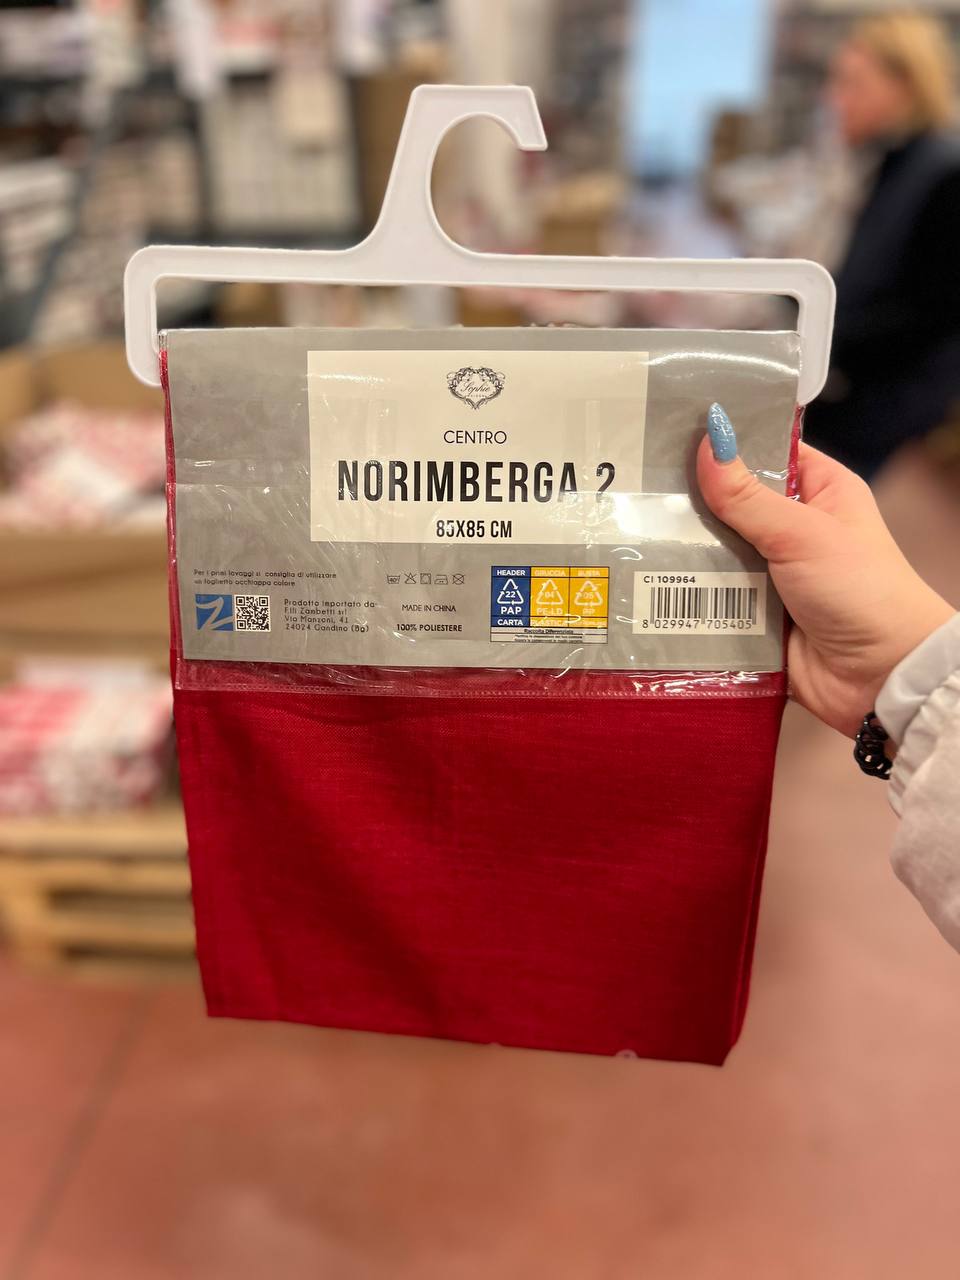 Sophie
CENTRO
NORIMBERGA 2
85X85 CM
Per i primi lavaggi si consiglia di utilizzare
un foglietto acchiappa colore
Prodotto importato da:
F.lli Zanbetti srl
Via Manzoni, 41
24024 Gandino (Bg)
MADE IN CHINA
100% POLIESTERE
HEADER GRUCCIA BUSTA
22 04 05
PAP PE-LD PP
CARTA PLASTICA
Raccolta Differenziata
CI 109964
8 029947 705405